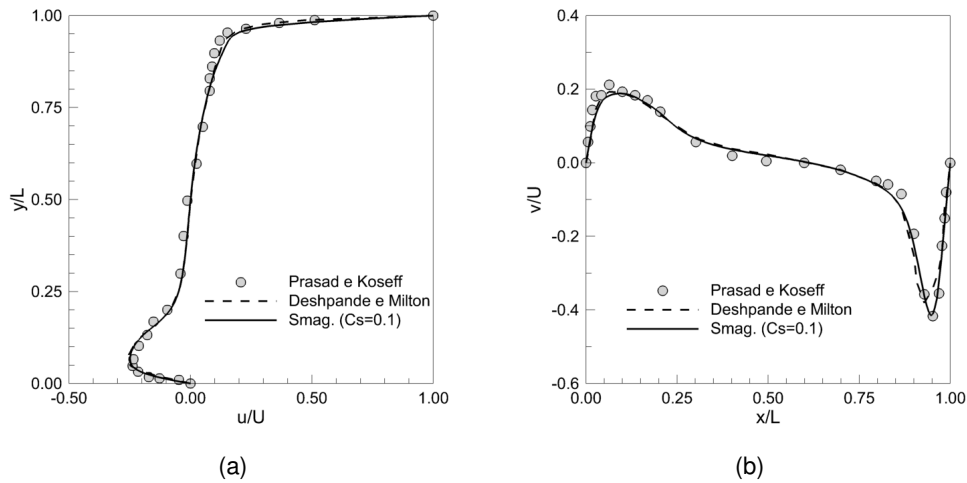 1.00
0.75
0.50
0.25
0.00
y/L
-0.50
0.00
0.50
1.00
u/U
Prasad e Koseff
Deshpande e Milton
Smag. (Cs=0.1)
(a)
0.4
0.2
0.0
-0.2
-0.4
-0.6
v/U
0.00
0.25
0.50
0.75
1.00
x/L
Prasad e Koseff
Deshpande e Milton
Smag. (Cs=0.1)
(b)